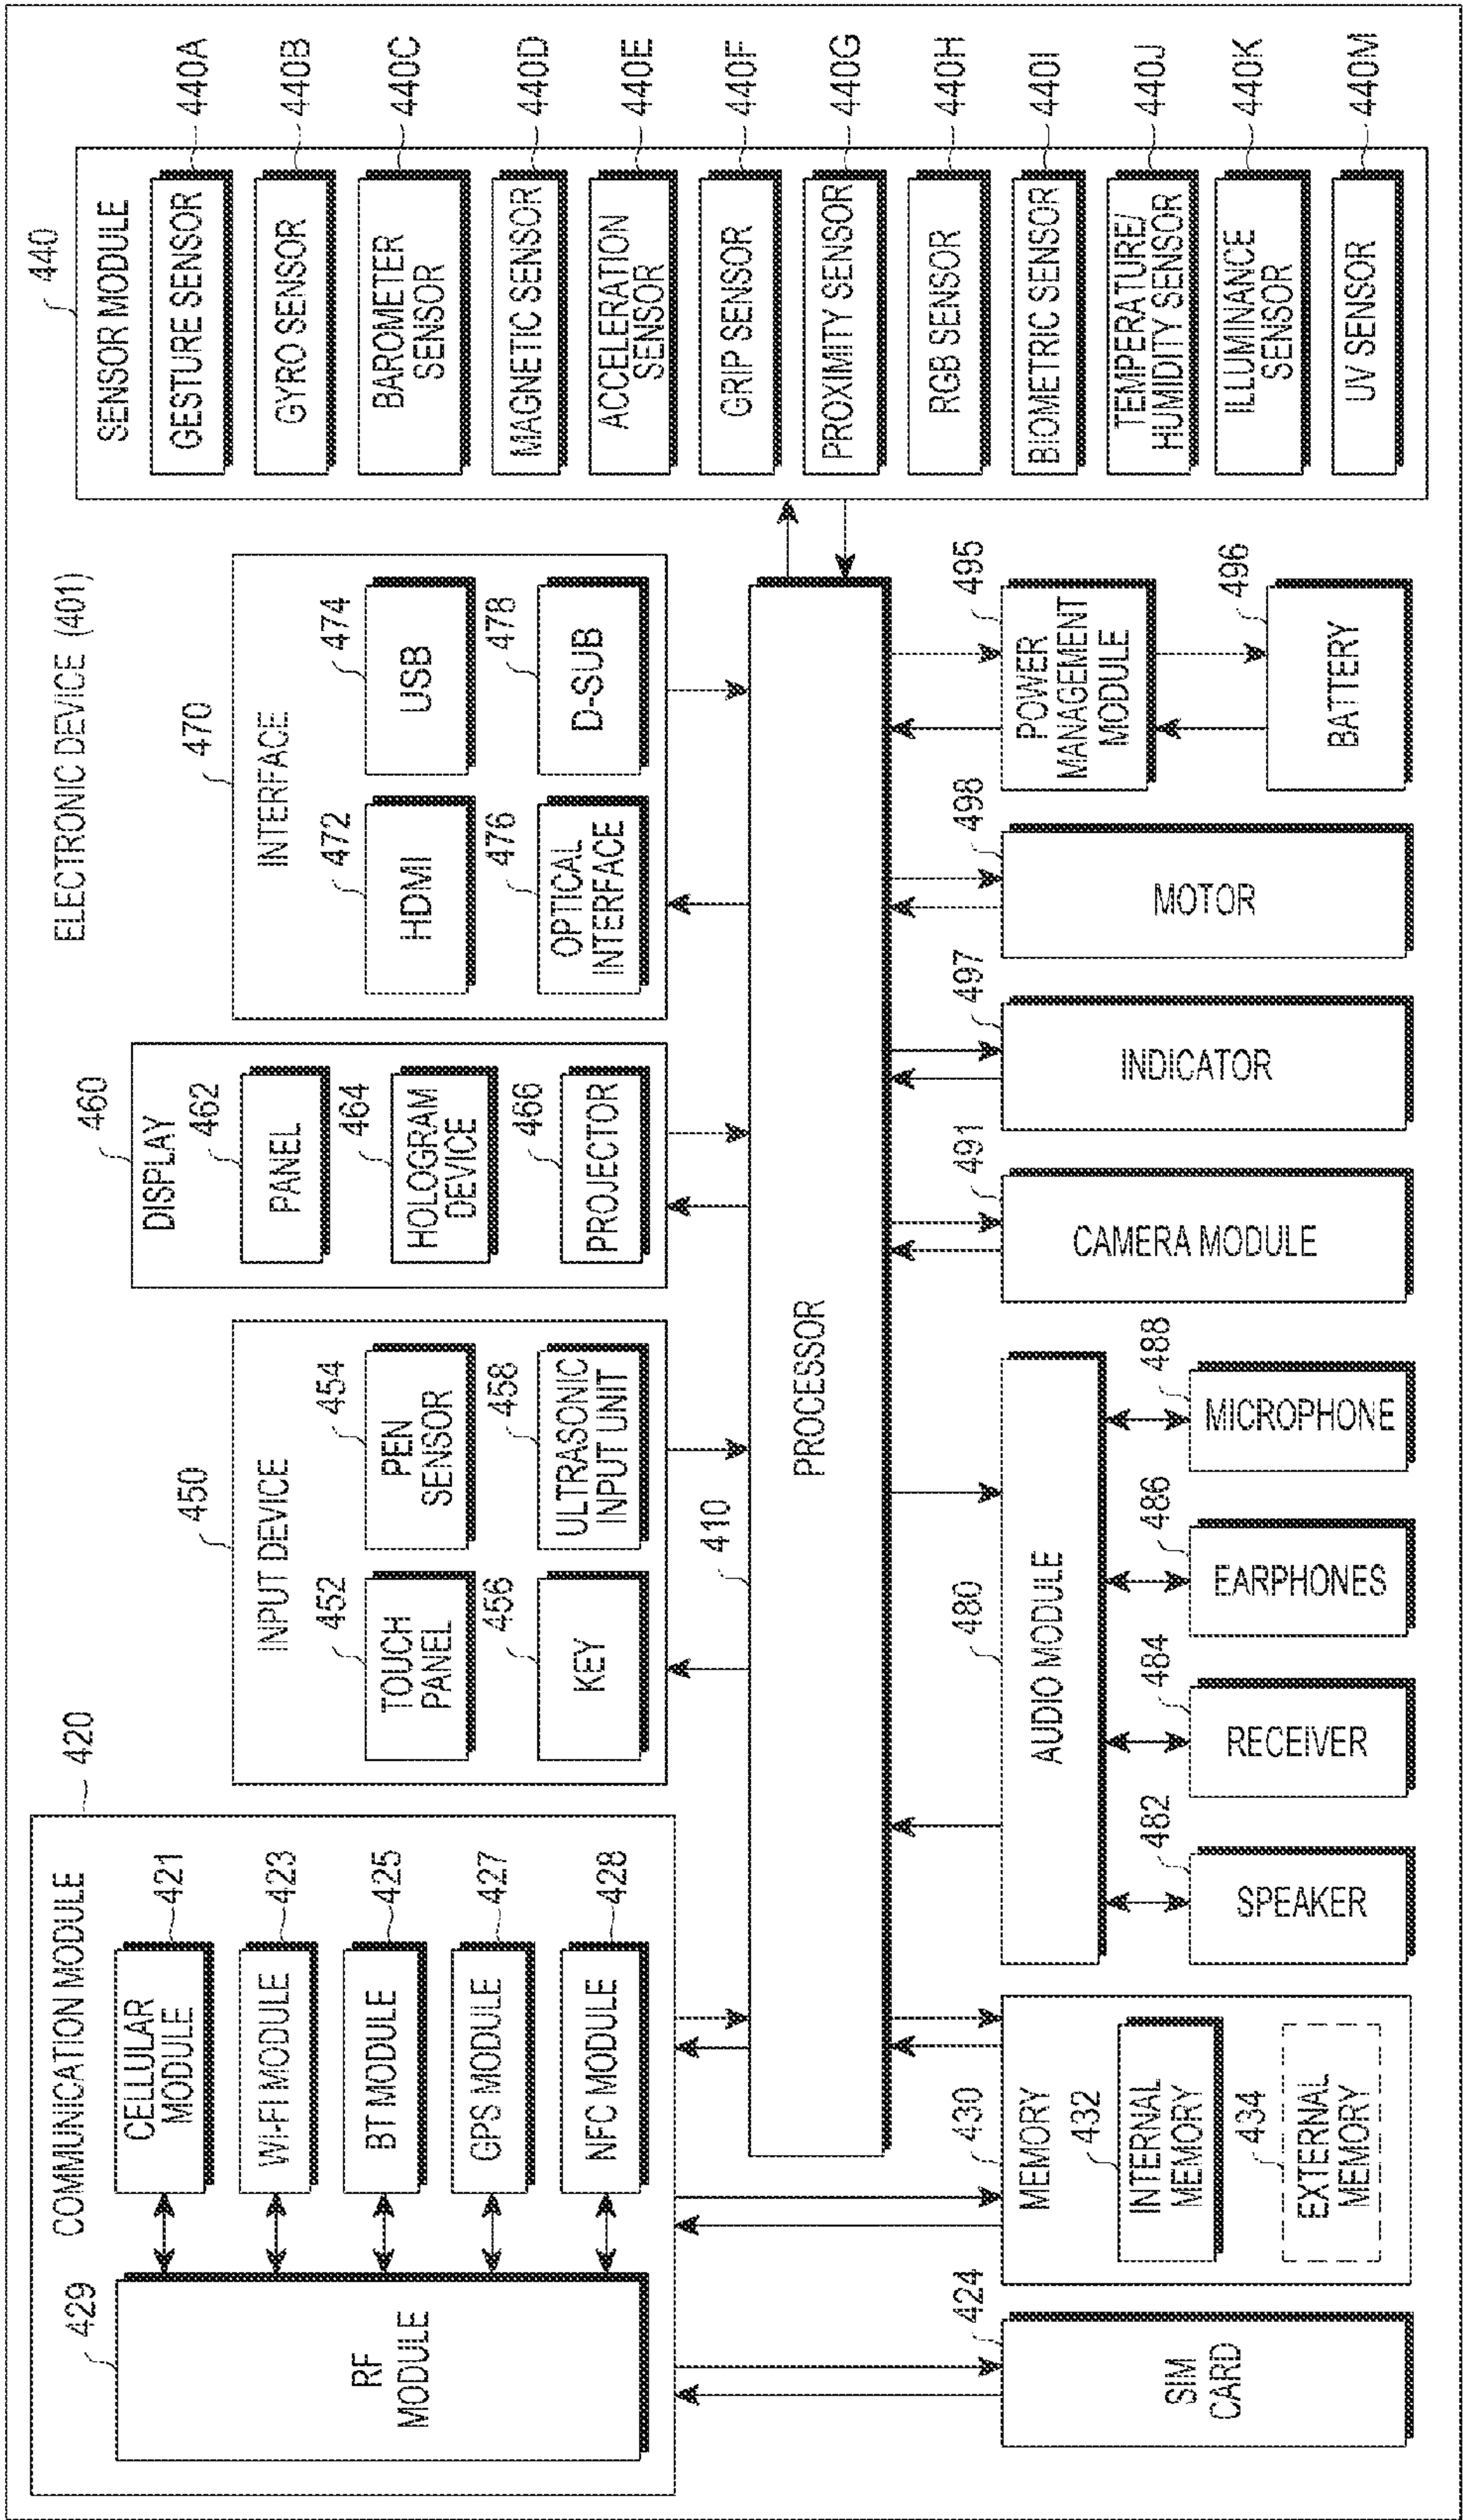 ELECTRONIC DEVICE (401)
420
COMMUNICATION MODULE
429
RF
MODULE
CELLULAR
MODULE
421
WI-FI MODULE
423
BT MODULE
425
GPS MODULE
427
NFC MODULE
428
450
INPUT DEVICE
452
TOUCH
PANEL
454
PEN
SENSOR
456
KEY
458
ULTRASONIC
INPUT UNIT
460
DISPLAY
462
PANEL
464
HOLOGRAM
DEVICE
466
PROJECTOR
470
INTERFACE
472
HDMI
474
USB
476
OPTICAL
INTERFACE
478
D-SUB
440
SENSOR MODULE
GESTURE SENSOR
440A
GYRO SENSOR
440B
BAROMETER
SENSOR
440C
MAGNETIC SENSOR
440D
ACCELERATION
SENSOR
440E
GRIP SENSOR
440F
PROXIMITY SENSOR
440G
RGB SENSOR
440H
BIOMETRIC SENSOR
440I
TEMPERATURE/
HUMIDITY SENSOR
440J
ILLUMINANCE
SENSOR
440K
UV SENSOR
440M
410
PROCESSOR
424
SIM
CARD
430
MEMORY
432
INTERNAL
MEMORY
434
EXTERNAL
MEMORY
480
AUDIO MODULE
482
SPEAKER
484
RECEIVER
486
EARPHONES
488
MICROPHONE
491
CAMERA MODULE
497
INDICATOR
498
MOTOR
495
POWER
MANAGEMENT
MODULE
496
BATTERY